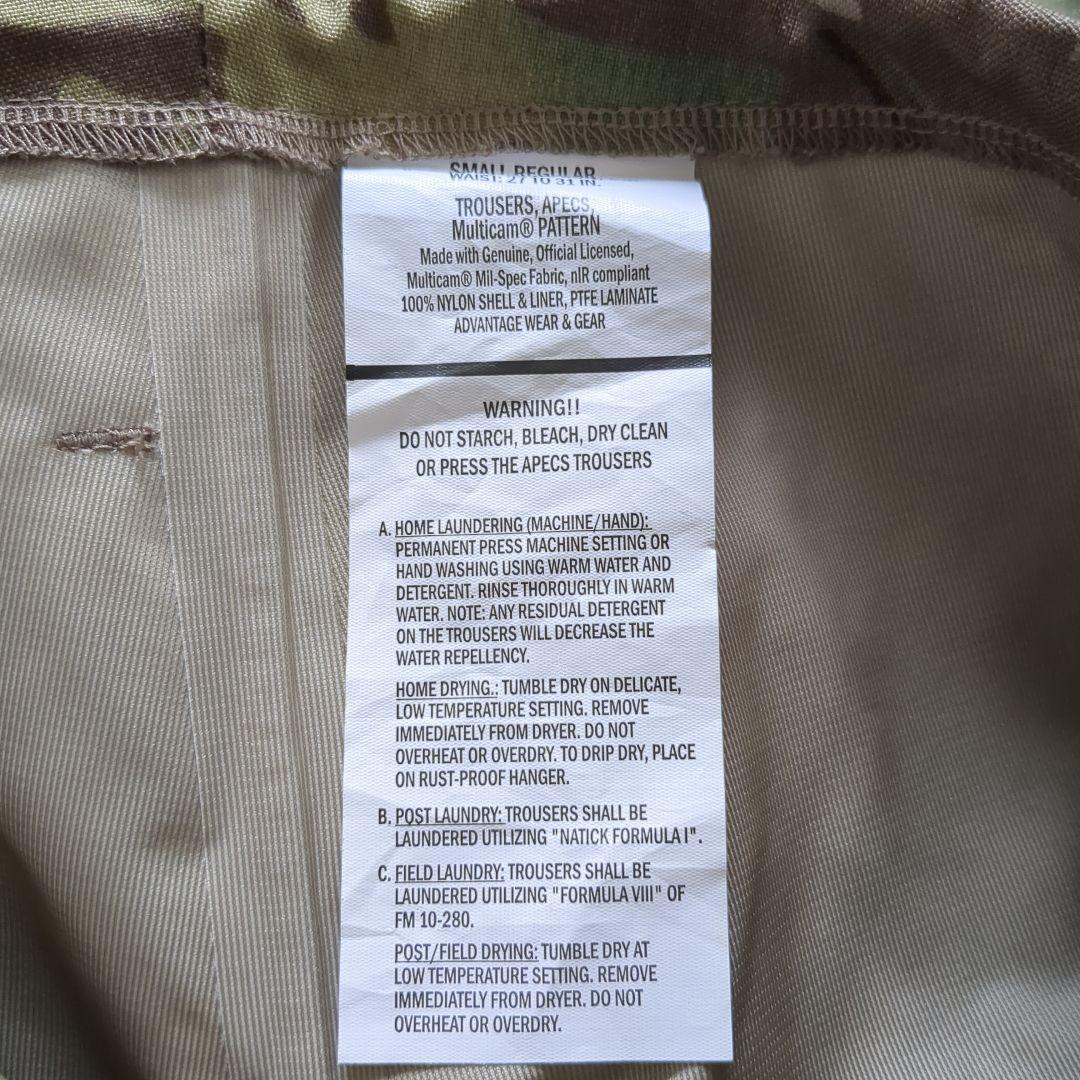 SMALL REGULAR
WAIST: 27 TO 31 IN.
TROUSERS, APECS,
Multicam® PATTERN
Made with Genuine, Official Licensed,
Multicam® Mil-Spec Fabric, nIR compliant
100% NYLON SHELL & LINER, PTFE LAMINATE
ADVANTAGE WEAR & GEAR
WARNING!!
DO NOT STARCH, BLEACH, DRY CLEAN
OR PRESS THE APECS TROUSERS
A. HOME LAUNDERING (MACHINE/HAND):
PERMANENT PRESS MACHINE SETTING OR
HAND WASHING USING WARM WATER AND
DETERGENT. RINSE THOROUGHLY IN WARM
WATER. NOTE: ANY RESIDUAL DETERGENT
ON THE TROUSERS WILL DECREASE THE
WATER REPELLENCY.
HOME DRYING.: TUMBLE DRY ON DELICATE,
LOW TEMPERATURE SETTING. REMOVE
IMMEDIATELY FROM DRYER. DO NOT
OVERHEAT OR OVERDRY. TO DRIP DRY, PLACE
ON RUST-PROOF HANGER.
B. POST LAUNDRY: TROUSERS SHALL BE
LAUNDERED UTILIZING "NATICK FORMULA I".
C. FIELD LAUNDRY: TROUSERS SHALL BE
LAUNDERED UTILIZING "FORMULA VIII" OF
FM 10-280.
POST/FIELD DRYING: TUMBLE DRY AT
LOW TEMPERATURE SETTING. REMOVE
IMMEDIATELY FROM DRYER. DO NOT
OVERHEAT OR OVERDRY.